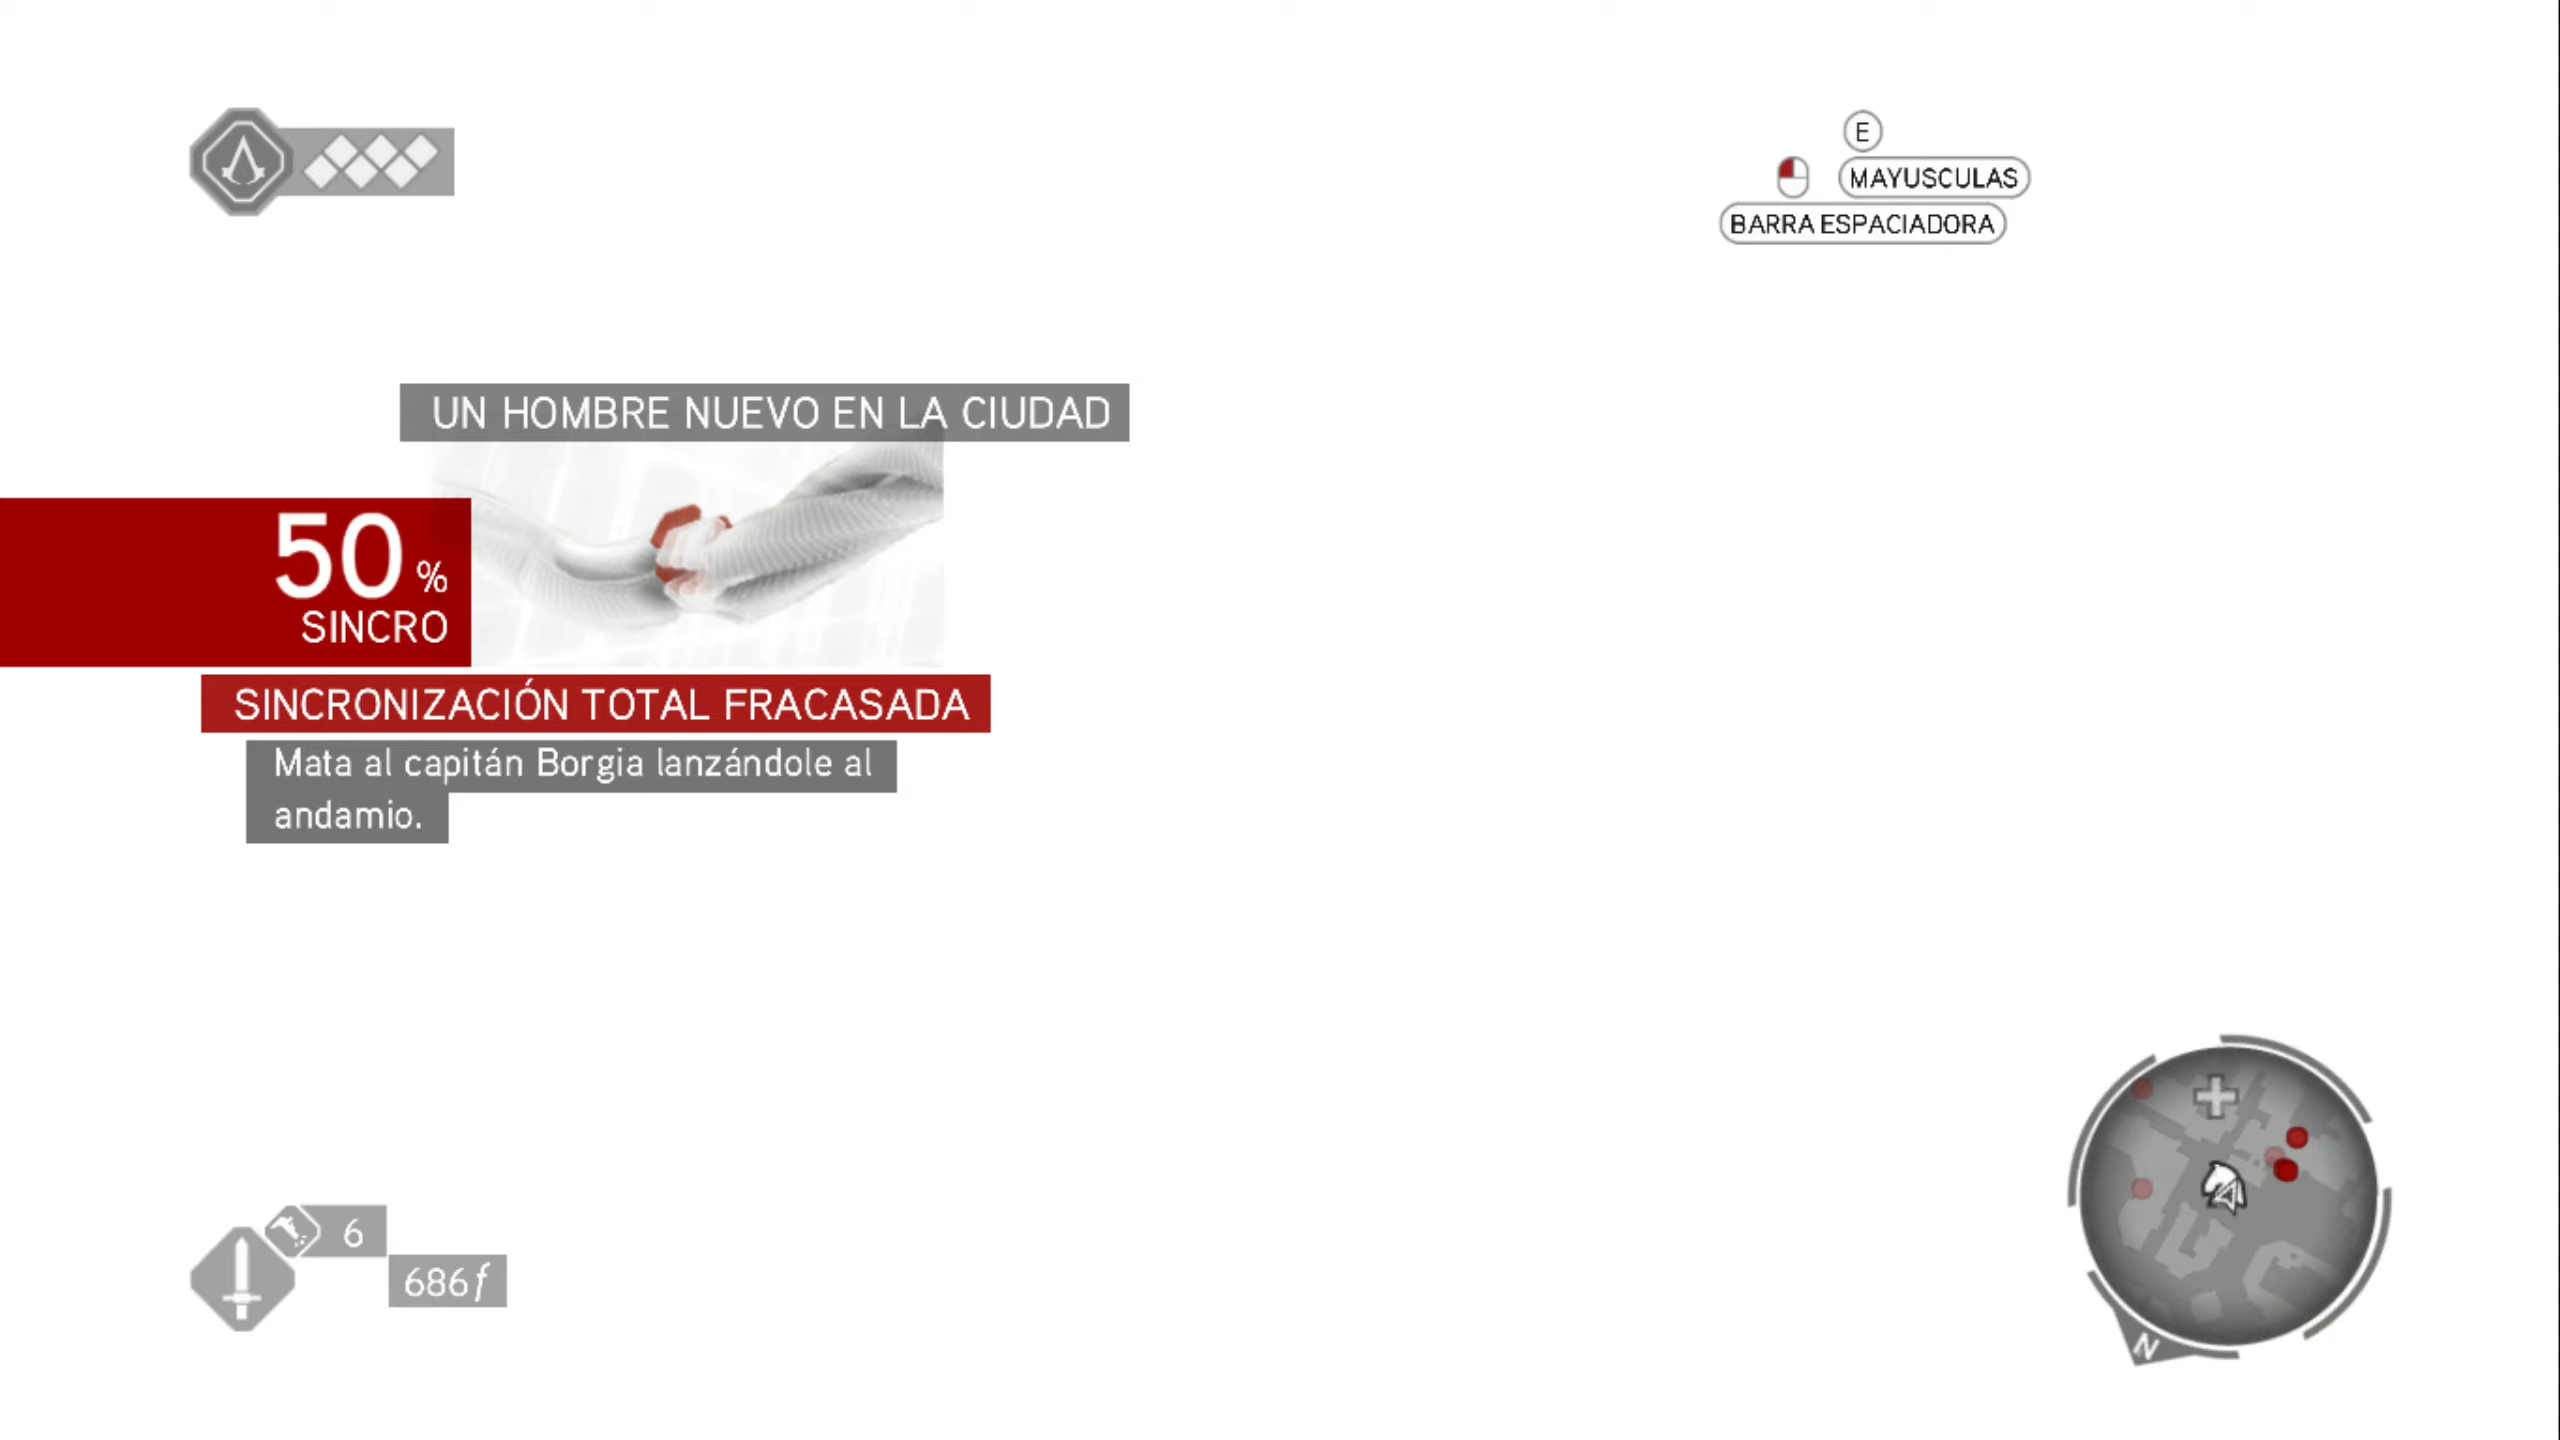 E
MAYUSCULAS
BARRA ESPACIADORA
UN HOMBRE NUEVO EN LA CIUDAD
50 %
SINCRO
SINCRONIZACIÓN TOTAL FRACASADA
Mata al capitán Borgia lanzándole al
andamio.
6
686ƒ
N